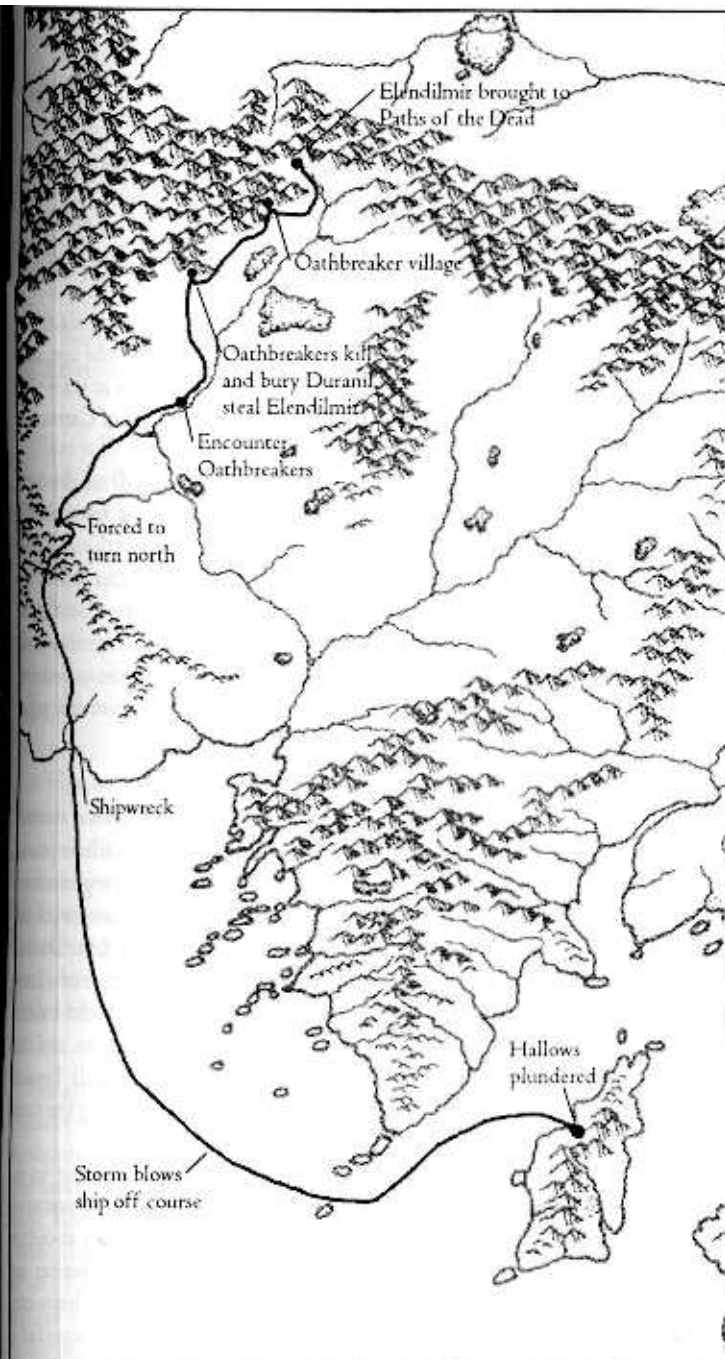 Elendilmir brought to
Paths of the Dead
Oathbreaker village
Oathbreakers kill
and bury Duranil,
steal Elendilmir
Encounter
Oathbreakers
Forced to
turn north
Shipwreck
Hallows
plundered
Storm blows
ship off course